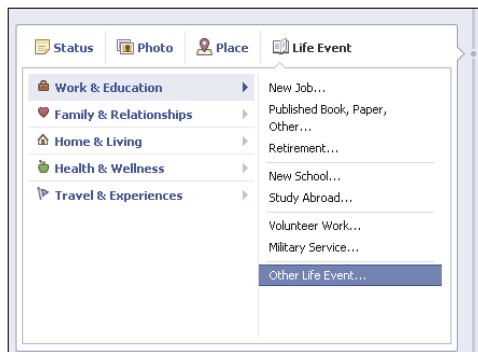 Status
Photo
Place
Life Event
Work & Education
Family & Relationships
Home & Living
Health & Wellness
Travel & Experiences
New Job...
Published Book, Paper,
Other...
Retirement...
New School...
Study Abroad...
Volunteer Work...
Military Service...
Other Life Event...